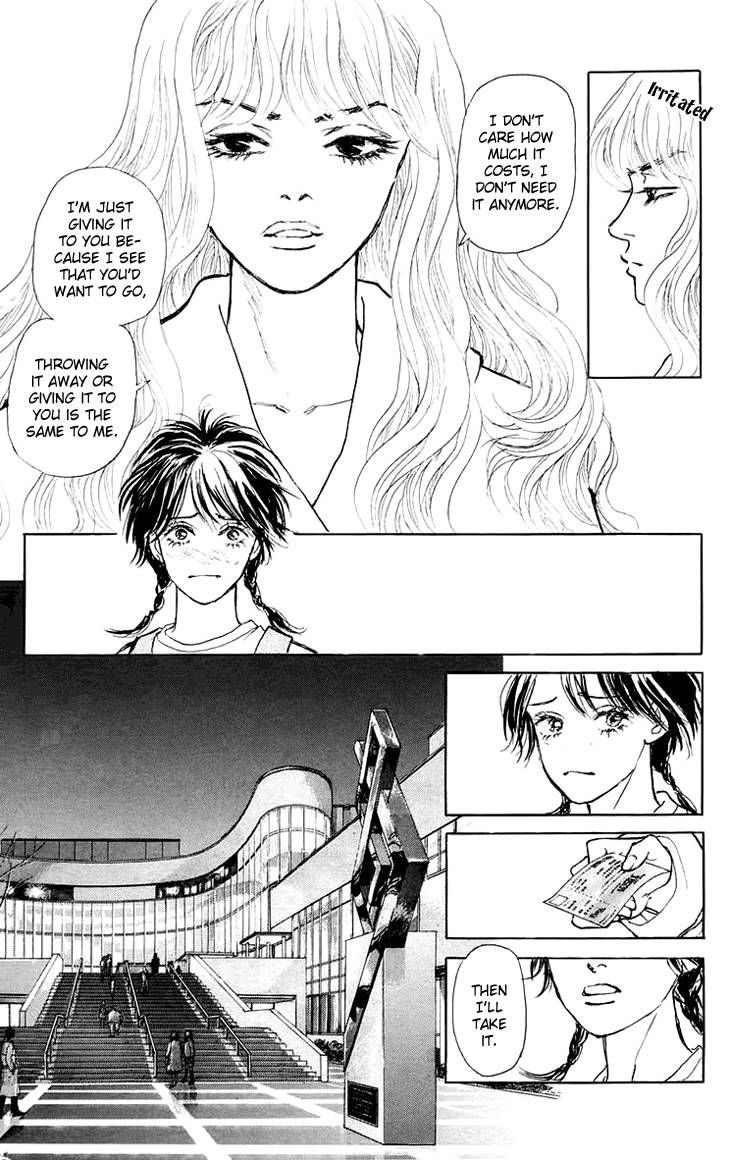 Irritated
I DON'T
CARE HOW
MUCH IT
COSTS, I
DON'T NEED
IT ANYMORE.
I'M JUST
GIVING IT
TO YOU BE-
CAUSE I SEE
THAT YOU'D
WANT TO GO,
THROWING
IT AWAY OR
GIVING IT
TO YOU IS THE
SAME TO ME.
THEN
I'LL
TAKE
IT.